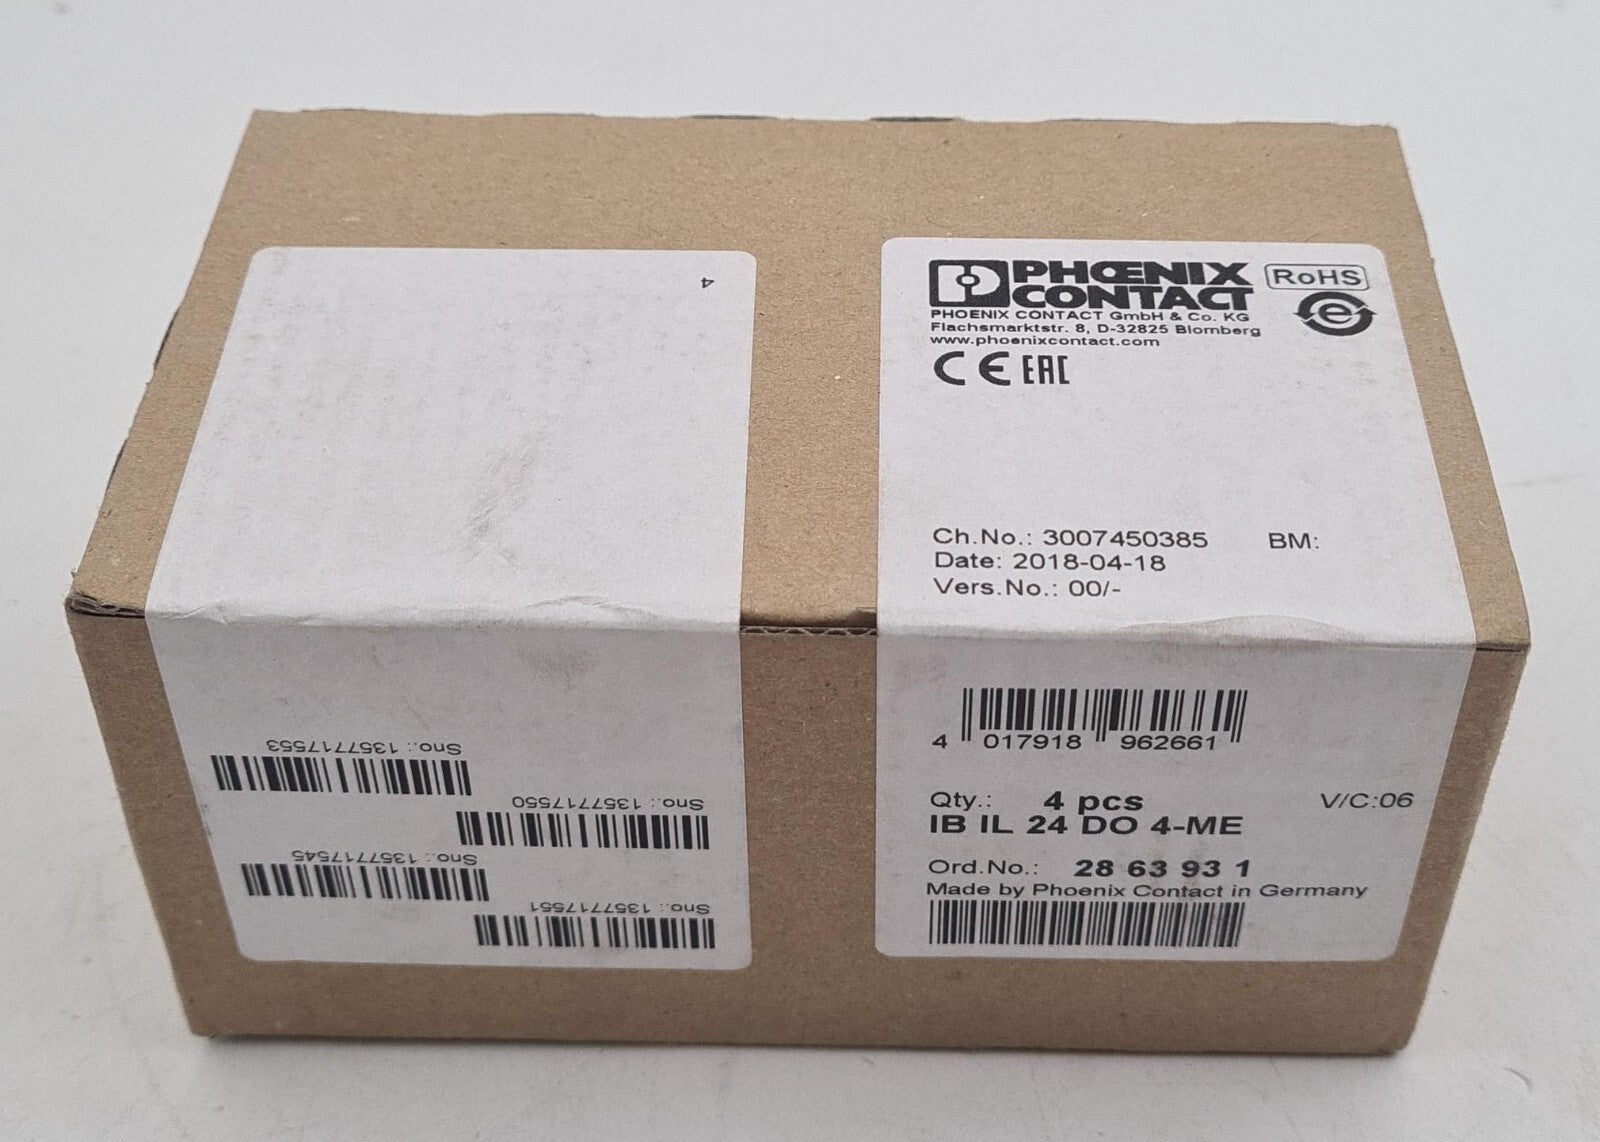 4
Sno.: 1357717553
Sno.: 1357717550
Sno.: 1357717545
Sno.: 1357717551
PHŒNIX
CONTACT
RoHS
PHOENIX CONTACT GmbH & Co. KG
Flachsmarktstr. 8, D-32825 Blomberg
www.phoenixcontact.com
e
CE EAC
Ch.No.: 3007450385 BM:
Date: 2018-04-18
Vers.No.: 00/-
4 017918 962661
Qty.: 4 pcs V/C:06
IB IL 24 DO 4-ME
Ord.No.: 28 63 93 1
Made by Phoenix Contact in Germany